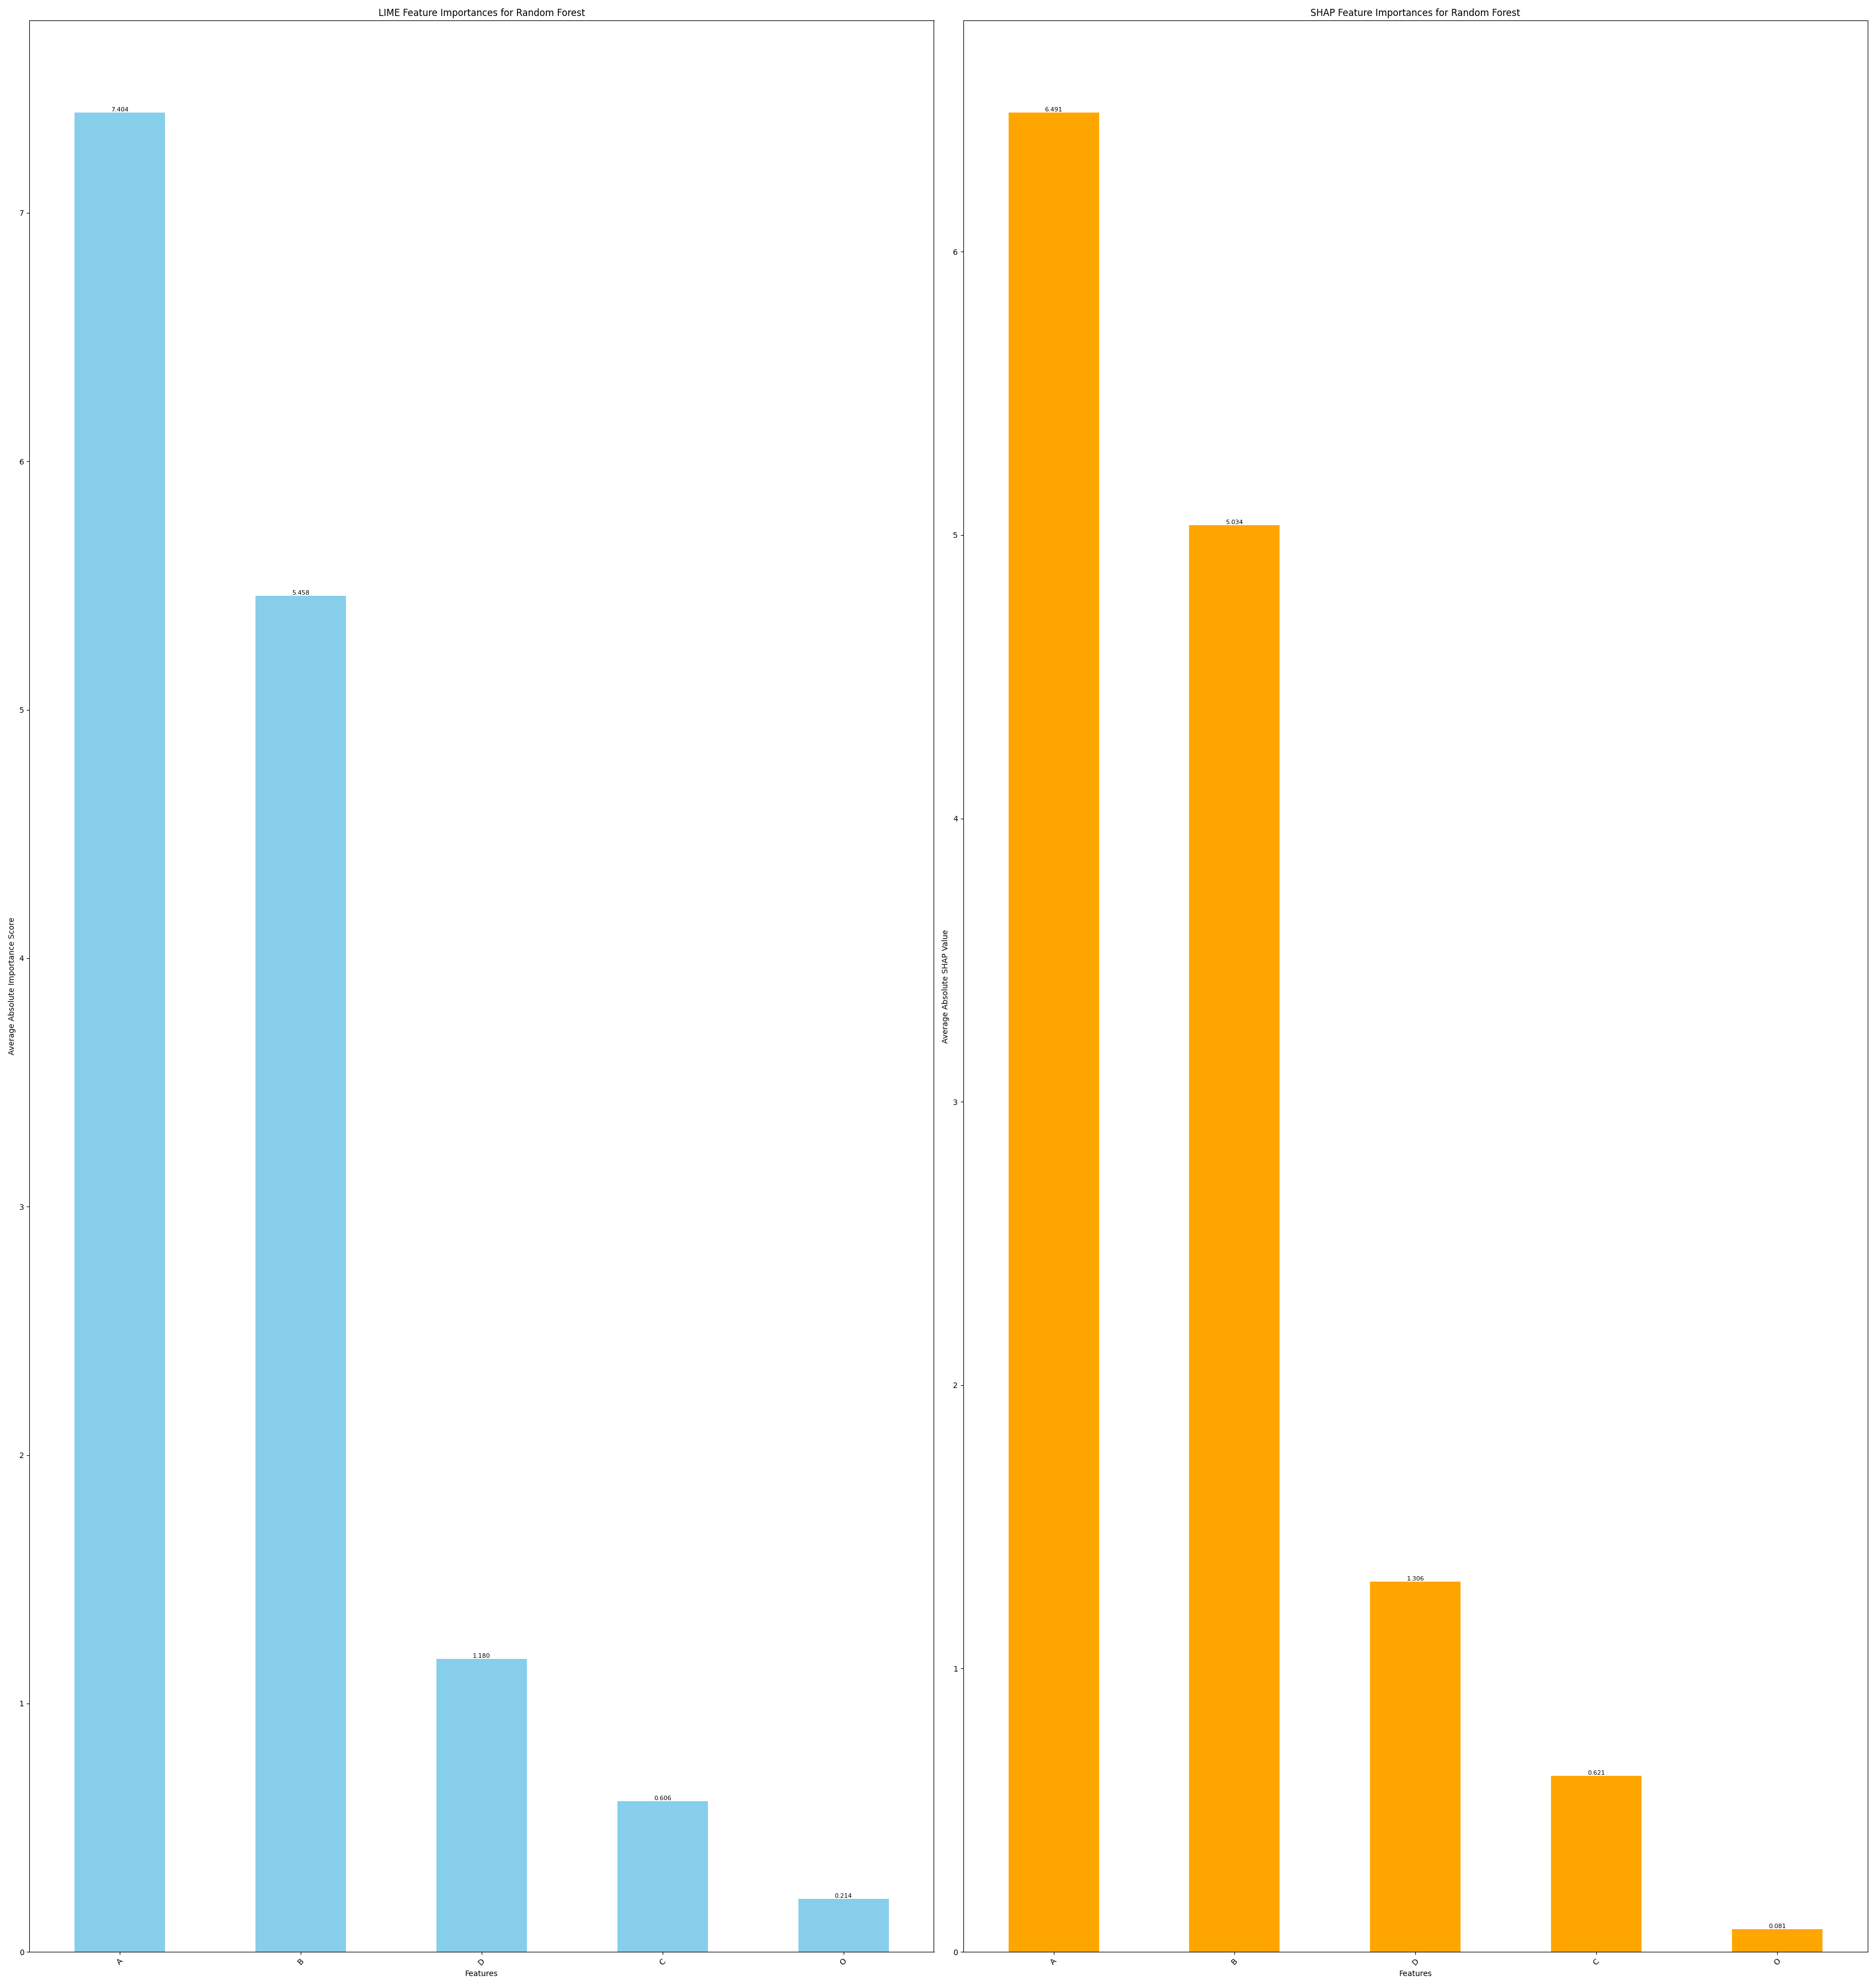 LIME Feature Importances for Random Forest
Average Absolute Importance Score
7
6
5
4
3
2
1
0
7.404
5.458
1.180
0.606
0.214
A
B
D
C
O
Features
SHAP Feature Importances for Random Forest
Average Absolute SHAP Value
6
5
4
3
2
1
0
6.491
5.034
1.306
0.621
0.081
A
B
D
C
O
Features